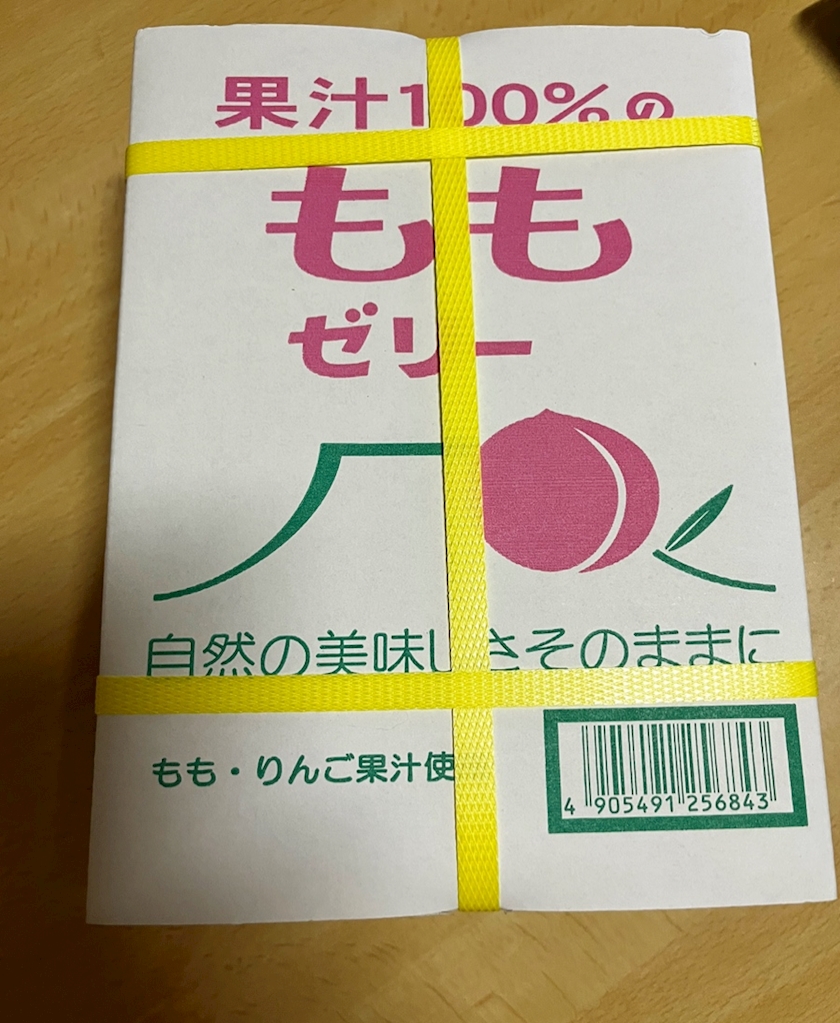 果汁100%の
もも
ゼリー
自然の美味しさそのままに
もも・りんご果汁使
4 905491 256843